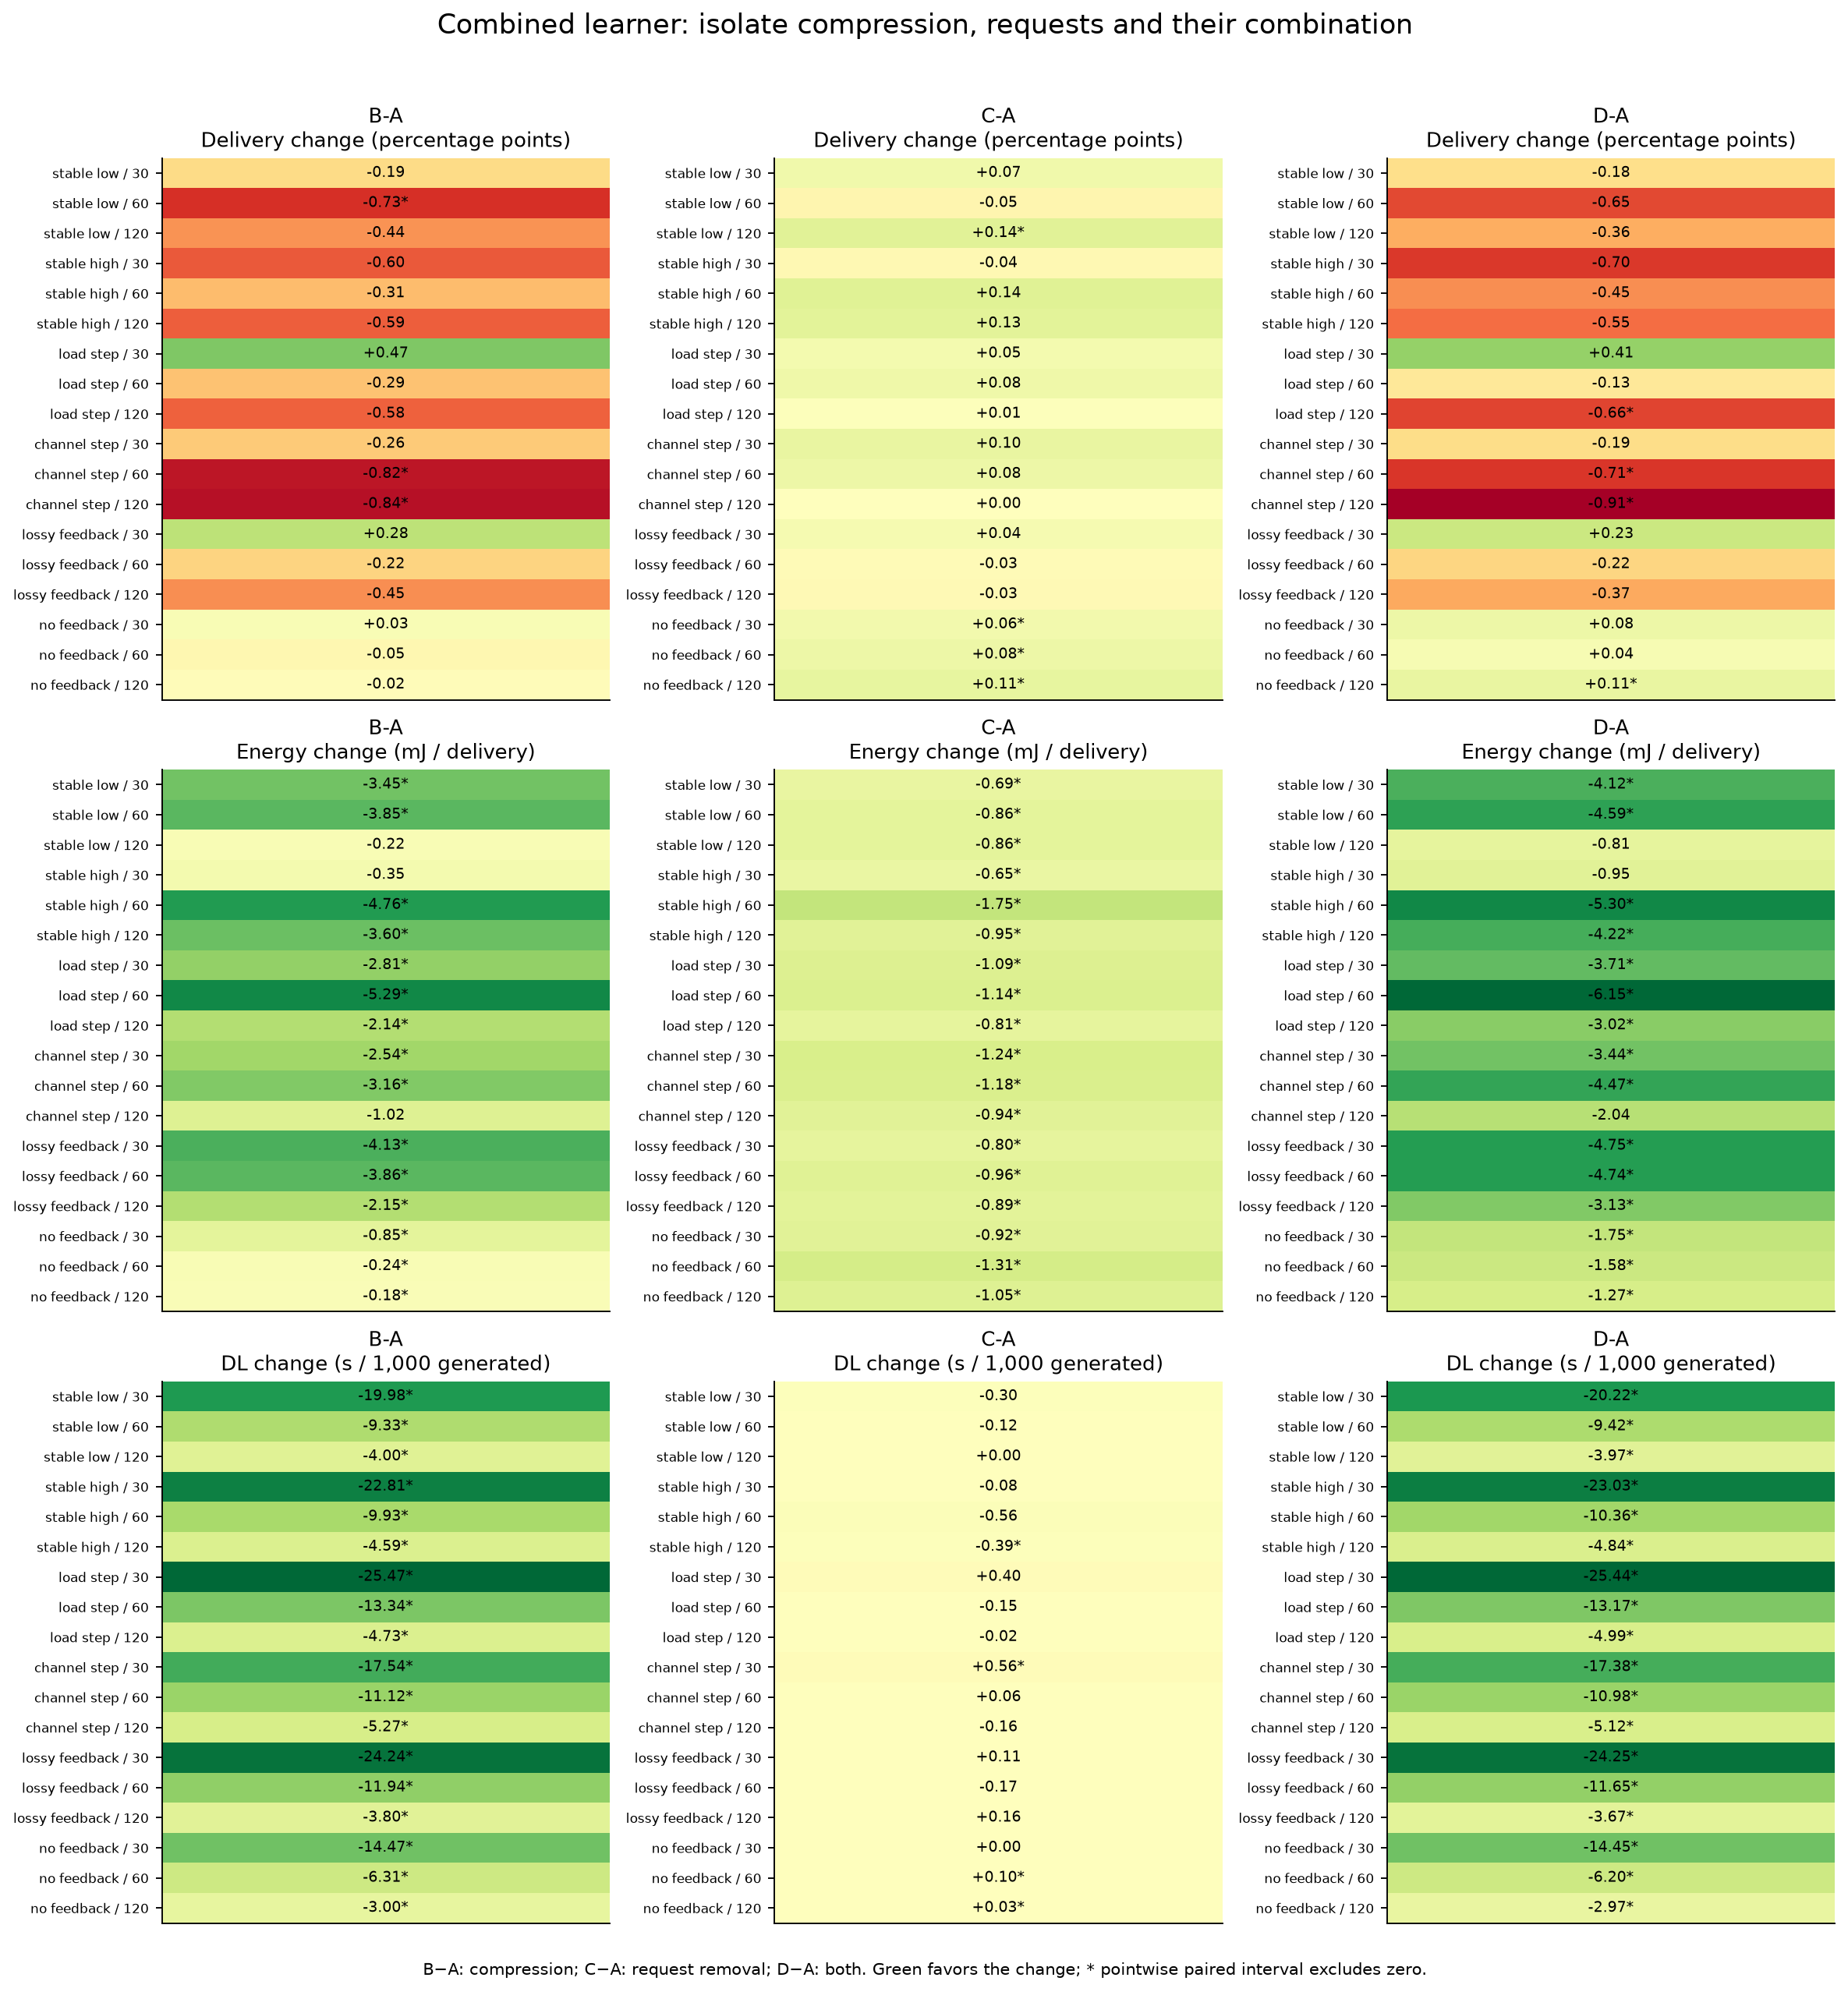 Combined learner: isolate compression, requests and their combination
B-A
Delivery change (percentage points)
stable low / 30 -0.19
stable low / 60 -0.73*
stable low / 120 -0.44
stable high / 30 -0.60
stable high / 60 -0.31
stable high / 120 -0.59
load step / 30 +0.47
load step / 60 -0.29
load step / 120 -0.58
channel step / 30 -0.26
channel step / 60 -0.82*
channel step / 120 -0.84*
lossy feedback / 30 +0.28
lossy feedback / 60 -0.22
lossy feedback / 120 -0.45
no feedback / 30 +0.03
no feedback / 60 -0.05
no feedback / 120 -0.02
C-A
Delivery change (percentage points)
stable low / 30 +0.07
stable low / 60 -0.05
stable low / 120 +0.14*
stable high / 30 -0.04
stable high / 60 +0.14
stable high / 120 +0.13
load step / 30 +0.05
load step / 60 +0.08
load step / 120 +0.01
channel step / 30 +0.10
channel step / 60 +0.08
channel step / 120 +0.00
lossy feedback / 30 +0.04
lossy feedback / 60 -0.03
lossy feedback / 120 -0.03
no feedback / 30 +0.06*
no feedback / 60 +0.08*
no feedback / 120 +0.11*
D-A
Delivery change (percentage points)
stable low / 30 -0.18
stable low / 60 -0.65
stable low / 120 -0.36
stable high / 30 -0.70
stable high / 60 -0.45
stable high / 120 -0.55
load step / 30 +0.41
load step / 60 -0.13
load step / 120 -0.66*
channel step / 30 -0.19
channel step / 60 -0.71*
channel step / 120 -0.91*
lossy feedback / 30 +0.23
lossy feedback / 60 -0.22
lossy feedback / 120 -0.37
no feedback / 30 +0.08
no feedback / 60 +0.04
no feedback / 120 +0.11*
B-A
Energy change (mJ / delivery)
stable low / 30 -3.45*
stable low / 60 -3.85*
stable low / 120 -0.22
stable high / 30 -0.35
stable high / 60 -4.76*
stable high / 120 -3.60*
load step / 30 -2.81*
load step / 60 -5.29*
load step / 120 -2.14*
channel step / 30 -2.54*
channel step / 60 -3.16*
channel step / 120 -1.02
lossy feedback / 30 -4.13*
lossy feedback / 60 -3.86*
lossy feedback / 120 -2.15*
no feedback / 30 -0.85*
no feedback / 60 -0.24*
no feedback / 120 -0.18*
C-A
Energy change (mJ / delivery)
stable low / 30 -0.69*
stable low / 60 -0.86*
stable low / 120 -0.86*
stable high / 30 -0.65*
stable high / 60 -1.75*
stable high / 120 -0.95*
load step / 30 -1.09*
load step / 60 -1.14*
load step / 120 -0.81*
channel step / 30 -1.24*
channel step / 60 -1.18*
channel step / 120 -0.94*
lossy feedback / 30 -0.80*
lossy feedback / 60 -0.96*
lossy feedback / 120 -0.89*
no feedback / 30 -0.92*
no feedback / 60 -1.31*
no feedback / 120 -1.05*
D-A
Energy change (mJ / delivery)
stable low / 30 -4.12*
stable low / 60 -4.59*
stable low / 120 -0.81
stable high / 30 -0.95
stable high / 60 -5.30*
stable high / 120 -4.22*
load step / 30 -3.71*
load step / 60 -6.15*
load step / 120 -3.02*
channel step / 30 -3.44*
channel step / 60 -4.47*
channel step / 120 -2.04
lossy feedback / 30 -4.75*
lossy feedback / 60 -4.74*
lossy feedback / 120 -3.13*
no feedback / 30 -1.75*
no feedback / 60 -1.58*
no feedback / 120 -1.27*
B-A
DL change (s / 1,000 generated)
stable low / 30 -19.98*
stable low / 60 -9.33*
stable low / 120 -4.00*
stable high / 30 -22.81*
stable high / 60 -9.93*
stable high / 120 -4.59*
load step / 30 -25.47*
load step / 60 -13.34*
load step / 120 -4.73*
channel step / 30 -17.54*
channel step / 60 -11.12*
channel step / 120 -5.27*
lossy feedback / 30 -24.24*
lossy feedback / 60 -11.94*
lossy feedback / 120 -3.80*
no feedback / 30 -14.47*
no feedback / 60 -6.31*
no feedback / 120 -3.00*
C-A
DL change (s / 1,000 generated)
stable low / 30 -0.30
stable low / 60 -0.12
stable low / 120 +0.00
stable high / 30 -0.08
stable high / 60 -0.56
stable high / 120 -0.39*
load step / 30 +0.40
load step / 60 -0.15
load step / 120 -0.02
channel step / 30 +0.56*
channel step / 60 +0.06
channel step / 120 -0.16
lossy feedback / 30 +0.11
lossy feedback / 60 -0.17
lossy feedback / 120 +0.16
no feedback / 30 +0.00
no feedback / 60 +0.10*
no feedback / 120 +0.03*
D-A
DL change (s / 1,000 generated)
stable low / 30 -20.22*
stable low / 60 -9.42*
stable low / 120 -3.97*
stable high / 30 -23.03*
stable high / 60 -10.36*
stable high / 120 -4.84*
load step / 30 -25.44*
load step / 60 -13.17*
load step / 120 -4.99*
channel step / 30 -17.38*
channel step / 60 -10.98*
channel step / 120 -5.12*
lossy feedback / 30 -24.25*
lossy feedback / 60 -11.65*
lossy feedback / 120 -3.67*
no feedback / 30 -14.45*
no feedback / 60 -6.20*
no feedback / 120 -2.97*
B−A: compression; C−A: request removal; D−A: both. Green favors the change; * pointwise paired interval excludes zero.